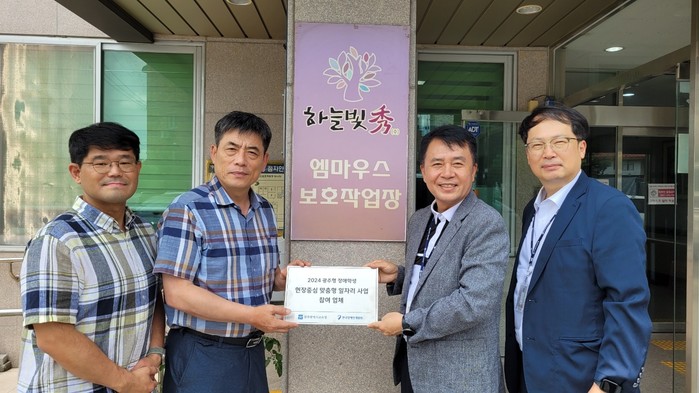 하늘빛秀
엠마우스
보호작업장
2024 광주형 장애학생
현장중심 맞춤형 일자리 사업
참여 업체